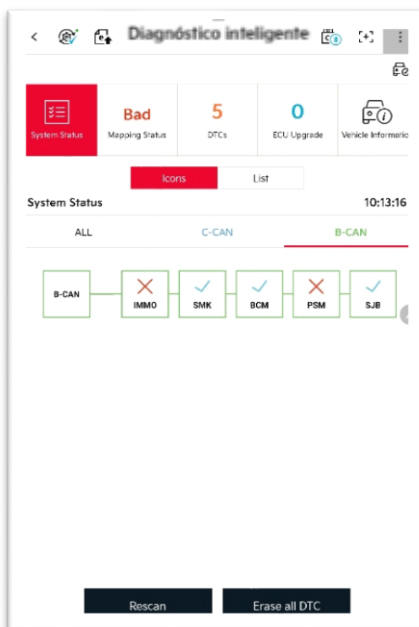 Diagnóstico inteligente
System Status
Bad
Mapping Status
5
DTCs
0
ECU Upgrade
Vehicle Informatio
Icons
List
System Status
10:13:16
ALL
C-CAN
B-CAN
B-CAN
IMMO
SMK
BCM
PSM
SJB
Rescan
Erase all DTC